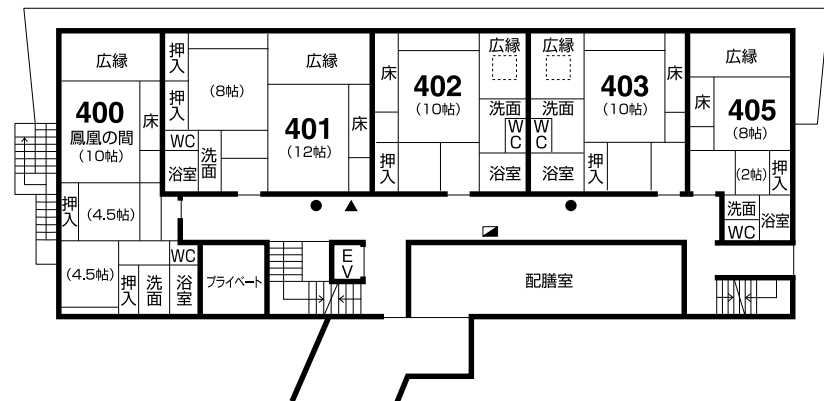 広縁
400
鳳凰の間
(10帖)
床
押入
(4.5帖)
(4.5帖)
押入
洗面
WC
浴室
押入
押入
(8帖)
広縁
401
(12帖)
床
WC
洗面
浴室
床
402
(10帖)
広縁
洗面
WC
押入
浴室
広縁
403
(10帖)
床
洗面
WC
浴室
押入
広縁
床
405
(8帖)
(2帖)
押入
洗面
WC
浴室
プライベート
EV
配膳室